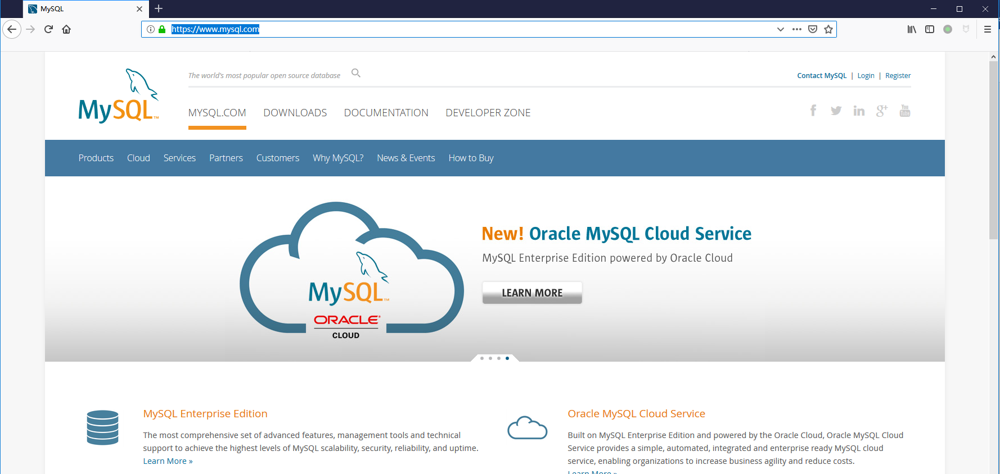 MySQL
https://www.mysql.com
The world's most popular open source database
Contact MySQL | Login | Register
MySQL™
MYSQL.COM DOWNLOADS DOCUMENTATION DEVELOPER ZONE
You Tube
Products Cloud Services Partners Customers Why MySQL? News & Events How to Buy
New! Oracle MySQL Cloud Service
MySQL Enterprise Edition powered by Oracle Cloud
LEARN MORE
MySQL™
ORACLE®
CLOUD
MySQL Enterprise Edition
The most comprehensive set of advanced features, management tools and technical
support to achieve the highest levels of MySQL scalability, security, reliability, and uptime.
Learn More »
Oracle MySQL Cloud Service
Built on MySQL Enterprise Edition and powered by the Oracle Cloud, Oracle MySQL Cloud
Service provides a simple, automated, integrated and enterprise ready MySQL cloud
service, enabling organizations to increase business agility and reduce costs.
Learn More »